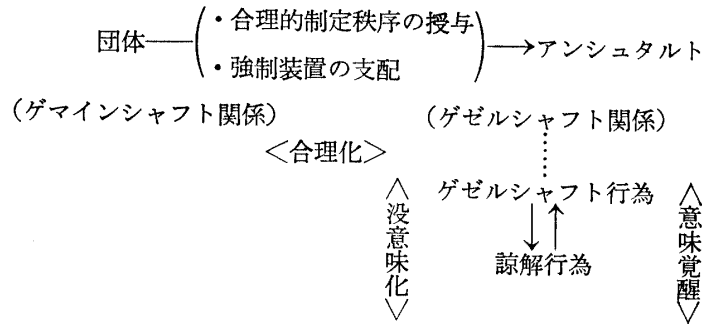 ・合理的制定秩序の授与
団体
・強制装置の支配
アンシュタルト
(ゲマインシャフト関係)
(ゲゼルシャフト関係)
<合理化>
ゲゼルシャフト行為
諒解行為
<没意味化>
<意味覚醒>